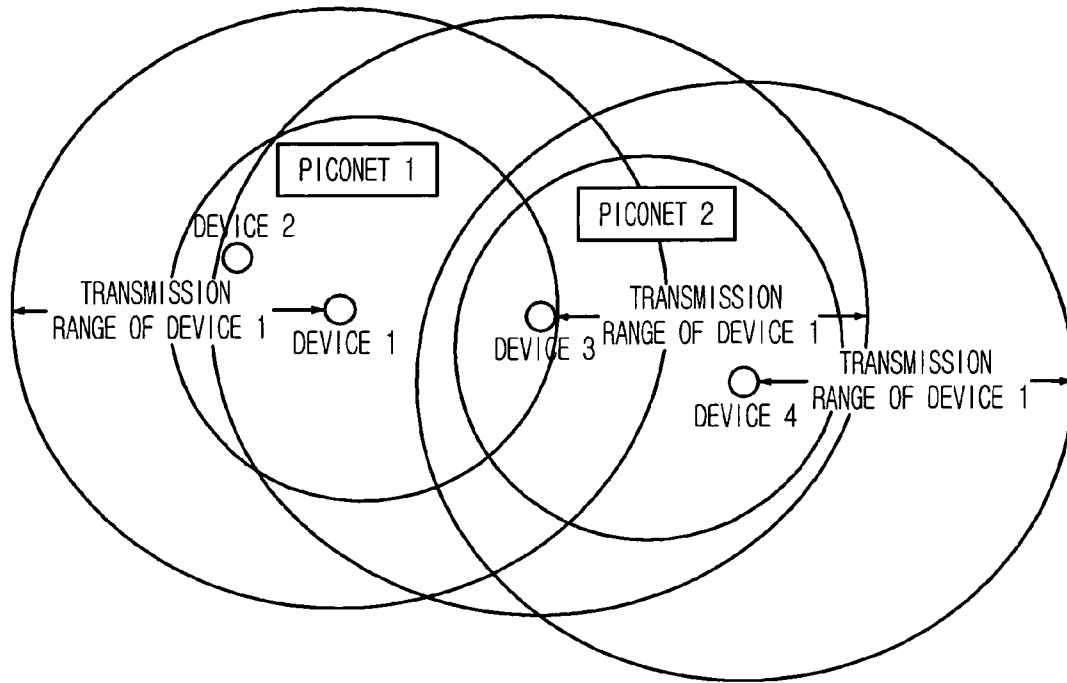 PICONET 1
PICONET 2
DEVICE 2
TRANSMISSION
RANGE OF DEVICE 1
DEVICE 1
DEVICE 3
TRANSMISSION
RANGE OF DEVICE 1
TRANSMISSION
RANGE OF DEVICE 1
DEVICE 4